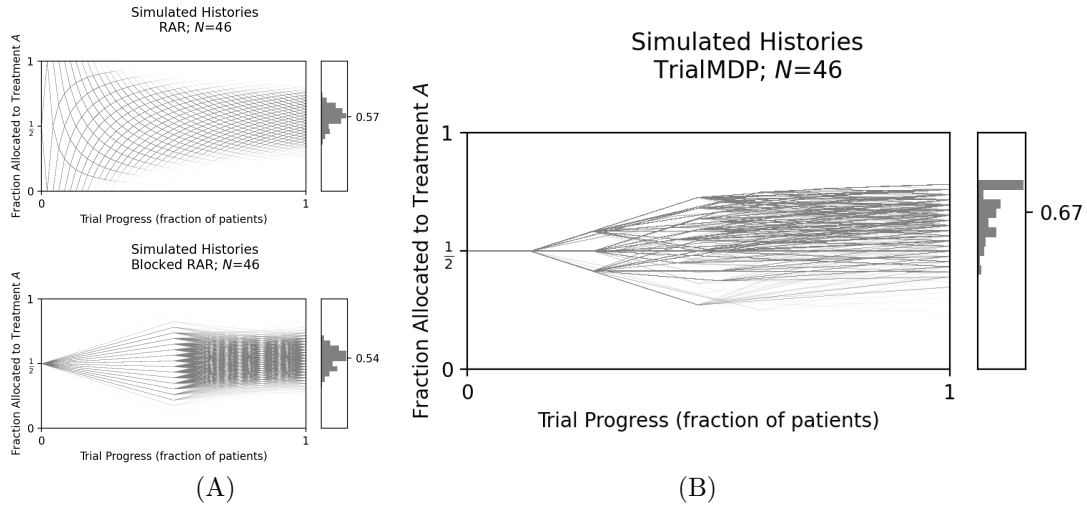 Simulated Histories
RAR; N=46
Fraction Allocated to Treatment A
1
1/2
0
0.57
0
1
Trial Progress (fraction of patients)
Simulated Histories
Blocked RAR; N=46
Fraction Allocated to Treatment A
1
1/2
0
0.54
0
1
Trial Progress (fraction of patients)
(A)
Simulated Histories
TrialMDP; N=46
Fraction Allocated to Treatment A
1
1/2
0
0.67
0
1
Trial Progress (fraction of patients)
(B)